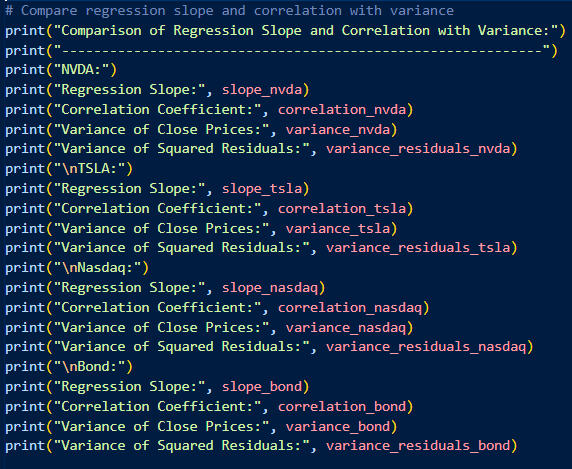 # Compare regression slope and correlation with variance
print("Comparison of Regression Slope and Correlation with Variance:")
print("------------------------------------------------------------")
print("NVDA:")
print("Regression Slope:", slope_nvda)
print("Correlation Coefficient:", correlation_nvda)
print("Variance of Close Prices:", variance_nvda)
print("Variance of Squared Residuals:", variance_residuals_nvda)
print("\nTSLA:")
print("Regression Slope:", slope_tsla)
print("Correlation Coefficient:", correlation_tsla)
print("Variance of Close Prices:", variance_tsla)
print("Variance of Squared Residuals:", variance_residuals_tsla)
print("\nNasdaq:")
print("Regression Slope:", slope_nasdaq)
print("Correlation Coefficient:", correlation_nasdaq)
print("Variance of Close Prices:", variance_nasdaq)
print("Variance of Squared Residuals:", variance_residuals_nasdaq)
print("\nBond:")
print("Regression Slope:", slope_bond)
print("Correlation Coefficient:", correlation_bond)
print("Variance of Close Prices:", variance_bond)
print("Variance of Squared Residuals:", variance_residuals_bond)